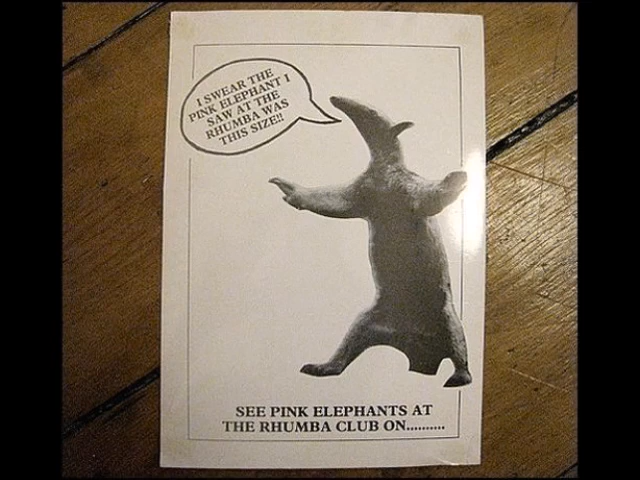 I SWEAR THE
PINK ELEPHANT I
SAW AT THE
RHUMBA WAS
THIS SIZE!!
SEE PINK ELEPHANTS AT
THE RHUMBA CLUB ON..........